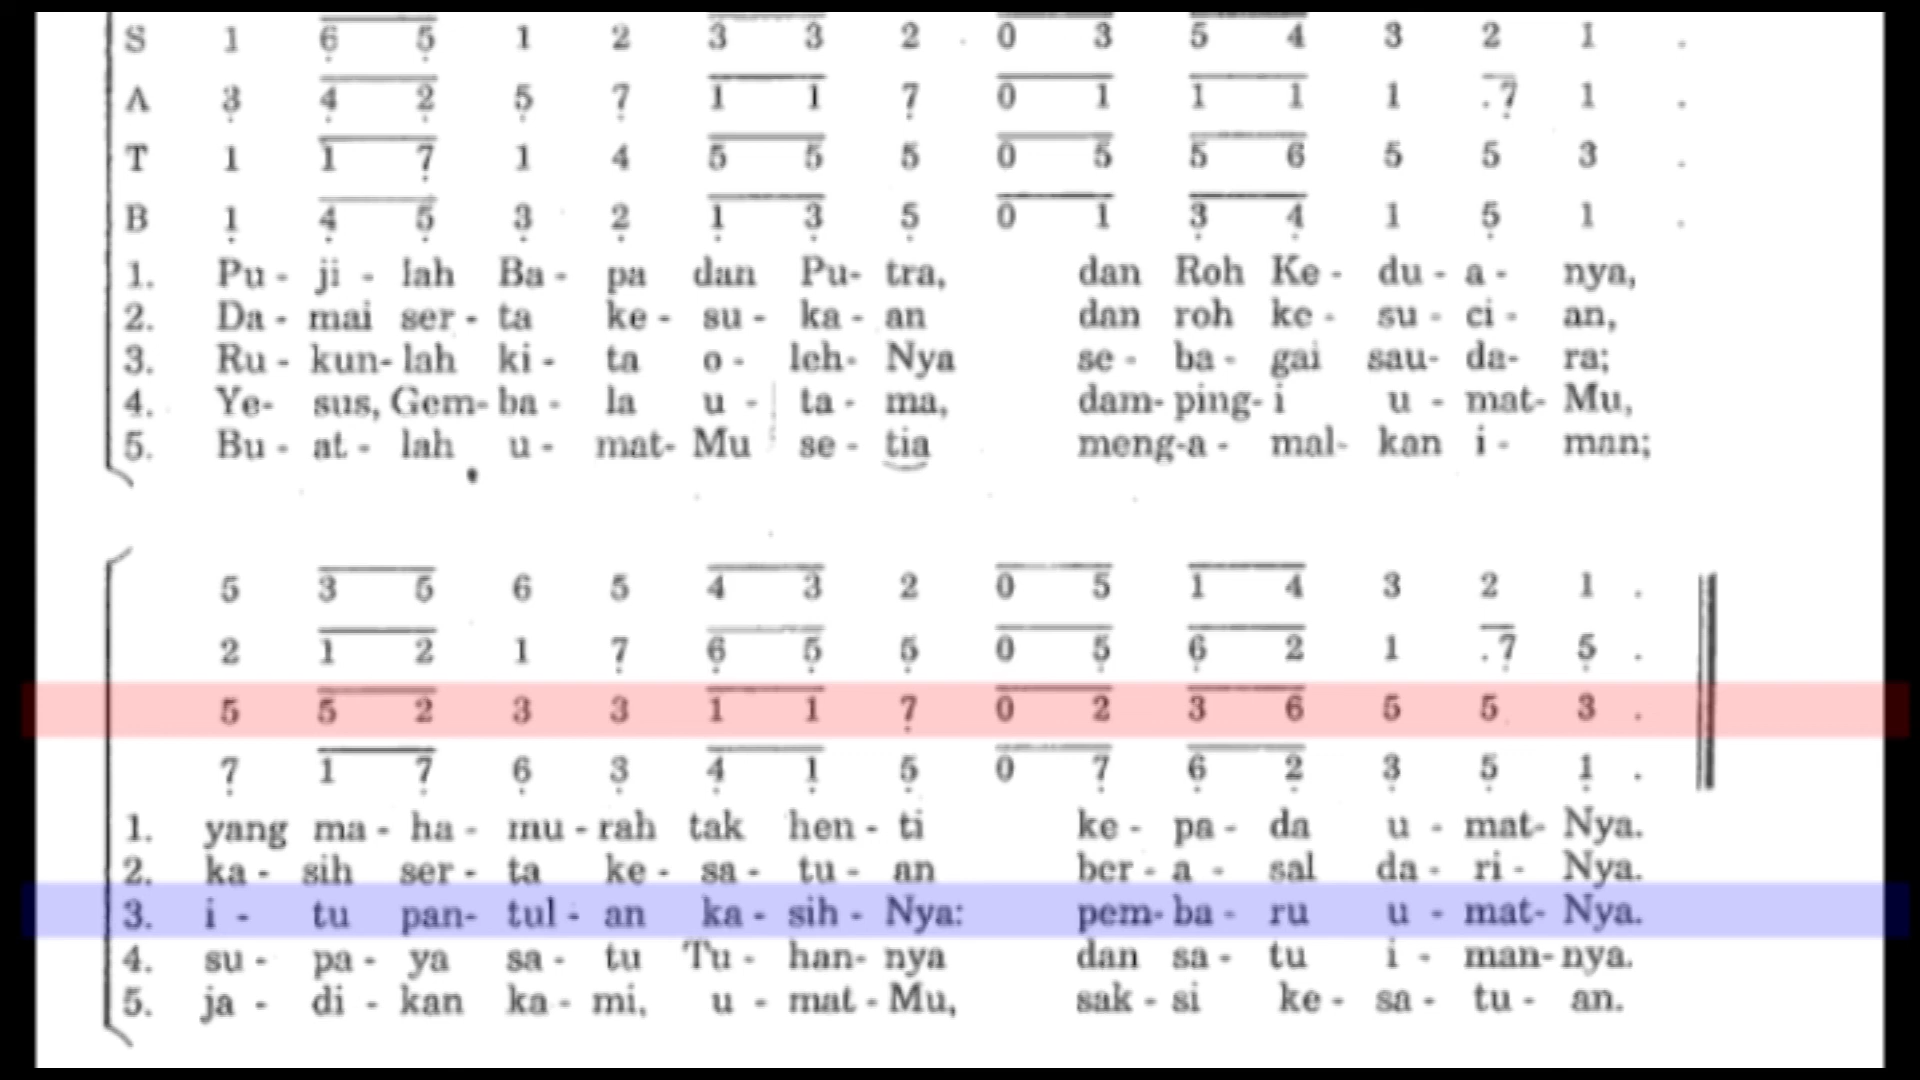 S 1 6 5 1 2 3 3 2 0 3 5 4 3 2 1 .
A 3 4 2 5 7 1 1 7 0 1 1 1 1 .7 1 .
T 1 1 7 1 4 5 5 5 0 5 5 6 5 5 3 .
B 1 4 5 3 2 1 3 5 0 1 3 4 1 5 1 .
1. Pu - ji - lah Ba - pa dan Pu- tra, dan Roh Ke - du - a - nya,
2. Da - mai ser - ta ke - su - ka - an dan roh ke - su - ci - an,
3. Ru - kun- lah ki - ta o - leh- Nya se - ba - gai sau- da- ra;
4. Ye- sus, Gem- ba - la u - ta - ma, dam- ping- i u - mat- Mu,
5. Bu - at - lah u - mat- Mu se - tia meng-a - mal- kan i - man;
5 3 5 6 5 4 3 2 0 5 1 4 3 2 1 .
2 1 2 1 7 6 5 5 0 5 6 2 1 .7 5 .
5 5 2 3 3 1 1 7 0 2 3 6 5 5 3 .
7 1 7 6 3 4 1 5 0 7 6 2 3 5 1 .
1. yang ma - ha - mu - rah tak hen - ti ke - pa - da u - mat- Nya.
2. ka - sih ser - ta ke - sa - tu - an ber - a - sal da - ri - Nya.
3. i - tu pan- tul - an ka - sih - Nya: pem- ba - ru u - mat- Nya.
4. su - pa - ya sa - tu Tu - han- nya dan sa - tu i - man- nya.
5. ja - di - kan ka - mi, u - mat - Mu, sak - si ke - sa - tu - an.